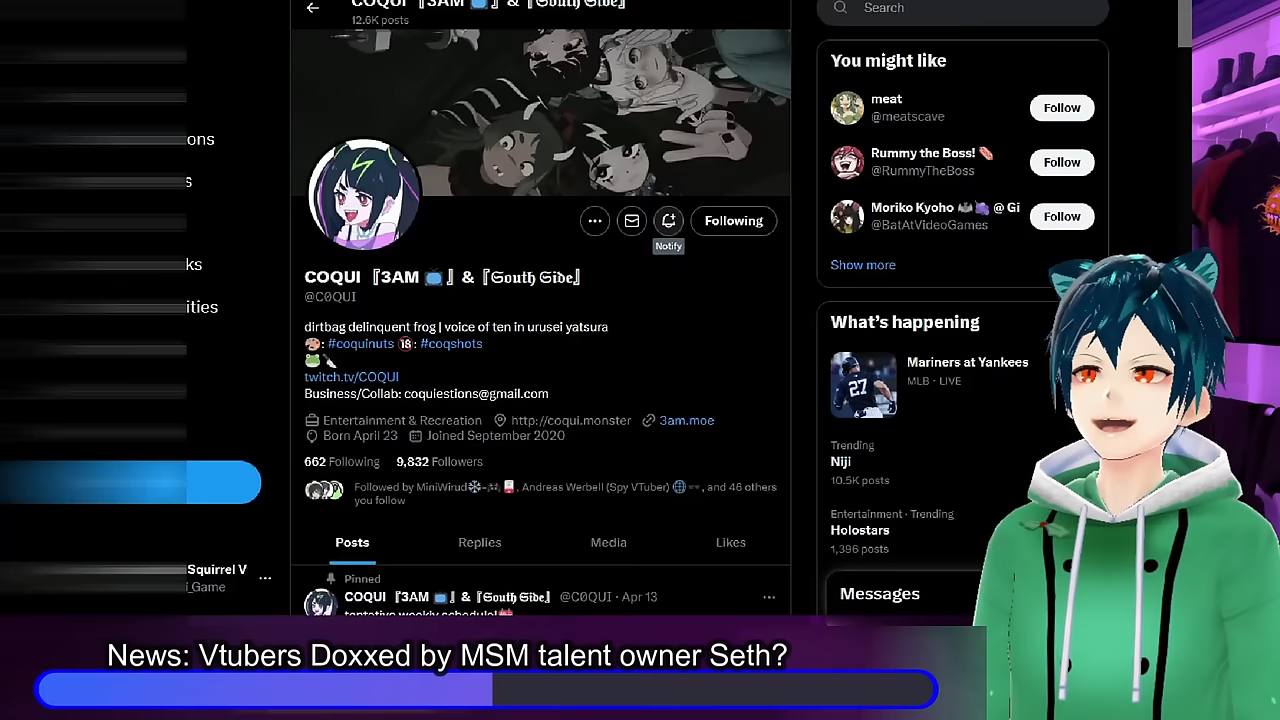 COQUI 『3AM 📺』 & 『𝕾𝖔𝖚𝖙𝖍 𝕾𝖎𝖉𝖊』
12.6K posts
Search
You might like
meat
@meatscave
Follow
Rummy the Boss!
@RummyTheBoss
Follow
Moriko Kyoho 🦇🍇 @ Gi
@BatAtVideoGames
Follow
Show more
Following
Notify
COQUI 『3AM 📺』 & 『𝕾𝖔𝖚𝖙𝖍 𝕾𝖎𝖉𝖊』
@C0QUI
dirtbag delinquent frog | voice of ten in urusei yatsura
🎨: #coquinuts 🔞: #coqshots
🐸🔪
twitch.tv/COQUI
Business/Collab: coquiestions@gmail.com
Entertainment & Recreation http://coqui.monster 3am.moe
Born April 23 Joined September 2020
662 Following 9,832 Followers
Followed by MiniWirud❄️, Andreas Werbell (Spy VTuber) 🌐🕶️, and 46 others
you follow
Posts Replies Media Likes
Pinned
COQUI 『3AM 📺』 & 『𝕾𝖔𝖚𝖙𝖍 𝕾𝖎𝖉𝖊』 @C0QUI · Apr 13
tentative weekly schedule!
What's happening
Mariners at Yankees
MLB · LIVE
27
Trending
Niji
10.5K posts
Entertainment · Trending
Holostars
1,396 posts
Messages
ons
s
ks
ities
Squirrel V
i_Game
News: Vtubers Doxxed by MSM talent owner Seth?